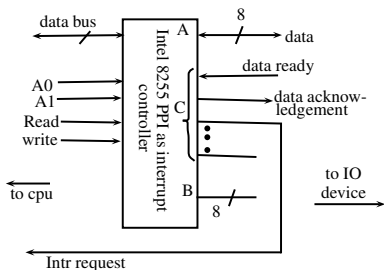 data bus
8
A
data
Intel 8255 PPI as interrupt
controller
data ready
A0
A1
C
data acknow-
ledgement
Read
write
B
8
to cpu
to IO
device
Intr request